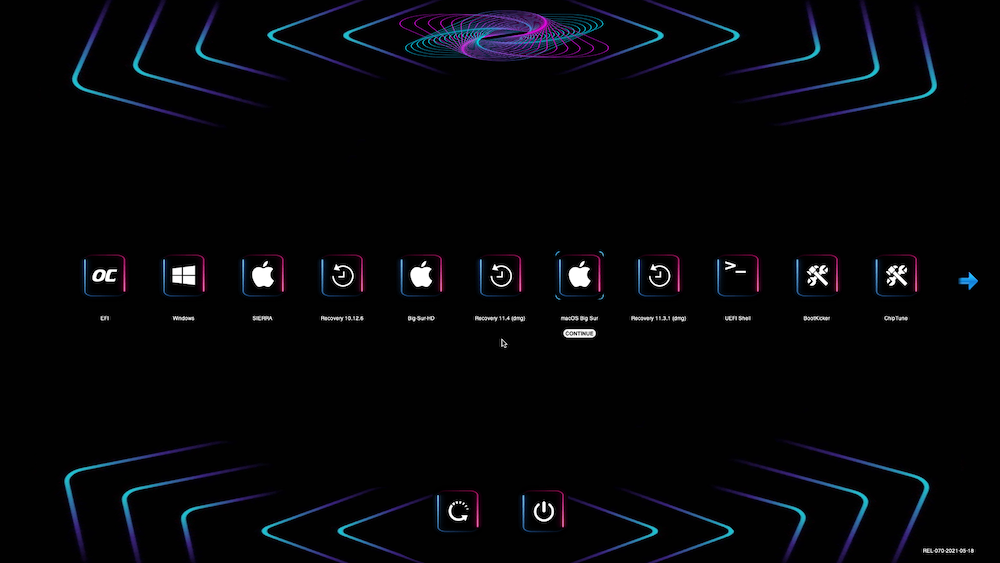 OC
>_
EFI
Windows
SIERRA
Recovery 10.12.6
Big-Sur-HD
Recovery 11.4 (dmg)
macOS Big Sur
Recovery 11.3.1 (dmg)
UEFI Shell
BootKicker
ChipTune
CONTINUE
REL-070-2021-05-18